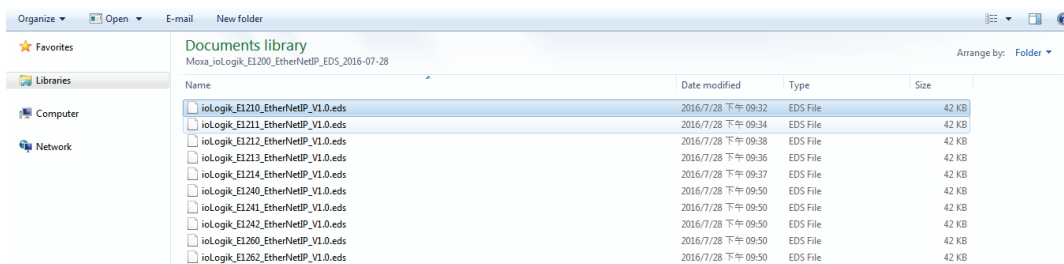 Organize Open E-mail New folder
Favorites
Libraries
Computer
Network
Documents library
Moxa_ioLogik_E1200_EtherNetIP_EDS_2016-07-28
Arrange by: Folder
Name Date modified Type Size
ioLogik_E1210_EtherNetIP_V1.0.eds 2016/7/28 下午 09:32 EDS File 42 KB
ioLogik_E1211_EtherNetIP_V1.0.eds 2016/7/28 下午 09:34 EDS File 42 KB
ioLogik_E1212_EtherNetIP_V1.0.eds 2016/7/28 下午 09:38 EDS File 42 KB
ioLogik_E1213_EtherNetIP_V1.0.eds 2016/7/28 下午 09:36 EDS File 42 KB
ioLogik_E1214_EtherNetIP_V1.0.eds 2016/7/28 下午 09:37 EDS File 42 KB
ioLogik_E1240_EtherNetIP_V1.0.eds 2016/7/28 下午 09:50 EDS File 42 KB
ioLogik_E1241_EtherNetIP_V1.0.eds 2016/7/28 下午 09:50 EDS File 42 KB
ioLogik_E1242_EtherNetIP_V1.0.eds 2016/7/28 下午 09:50 EDS File 42 KB
ioLogik_E1260_EtherNetIP_V1.0.eds 2016/7/28 下午 09:50 EDS File 42 KB
ioLogik_E1262_EtherNetIP_V1.0.eds 2016/7/28 下午 09:50 EDS File 42 KB